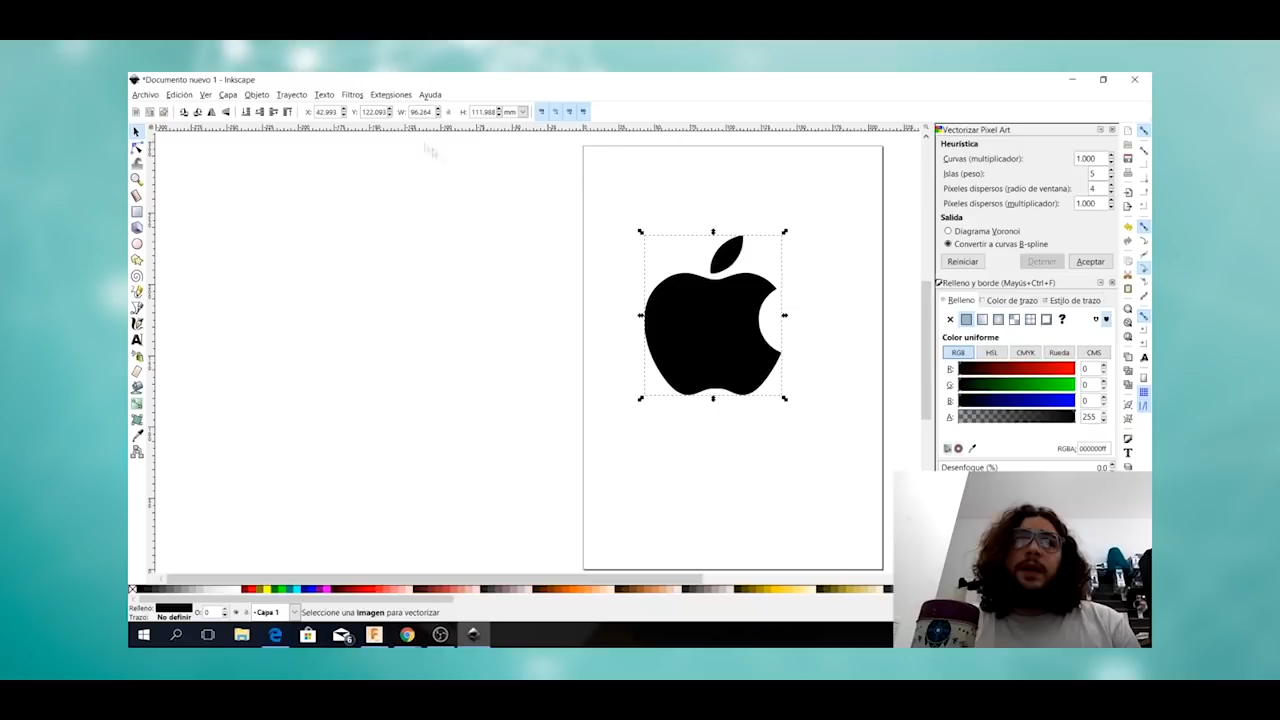 *Documento nuevo 1 - Inkscape
Archivo Edición Ver Capa Objeto Trayecto Texto Filtros Extensiones Ayuda
X: 42.993 Y: 122.093 W: 96.264 H: 111.988 mm
Vectorizar Pixel Art
Heurística
Curvas (multiplicador): 1.000
Islas (peso): 5
Píxeles dispersos (radio de ventana): 4
Píxeles dispersos (multiplicador): 1.000
Salida
Diagrama Voronoi
Convertir a curvas B-spline
Reiniciar Detener Aceptar
Relleno y borde (Mayús+Ctrl+F)
Relleno Color de trazo Estilo de trazo
Color uniforme
RGB HSL CMYK Rueda CMS
R: 0
G: 0
B: 0
A: 255
RGBA: 000000ff
Desenfoque (%) 0.0
Relleno: O: 0 Capa 1 Seleccione una imagen para vectorizar
Trazo: No definir
6